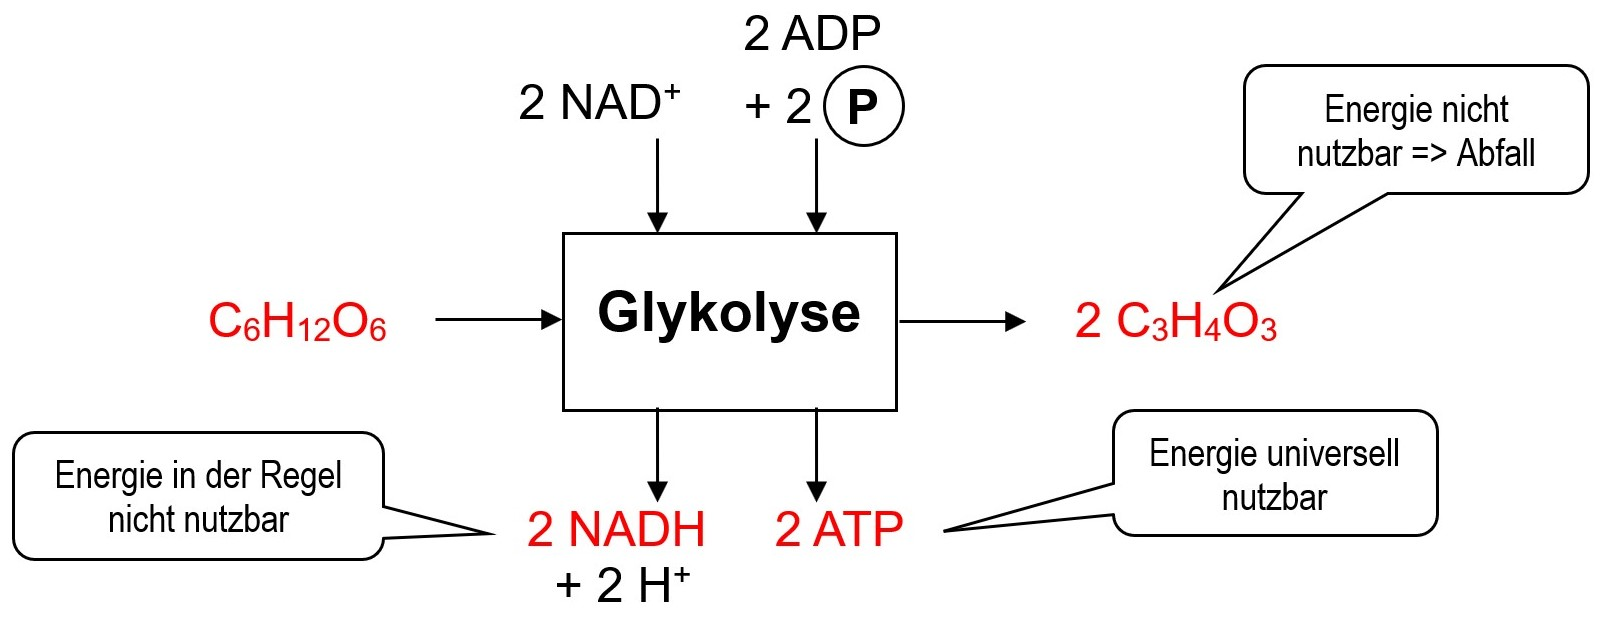 2 ADP
2 NAD⁺
+ 2 P
Energie nicht
nutzbar => Abfall
Glykolyse
C₆H₁₂O₆
2 C₃H₄O₃
Energie in der Regel
nicht nutzbar
Energie universell
nutzbar
2 NADH
+ 2 H⁺
2 ATP